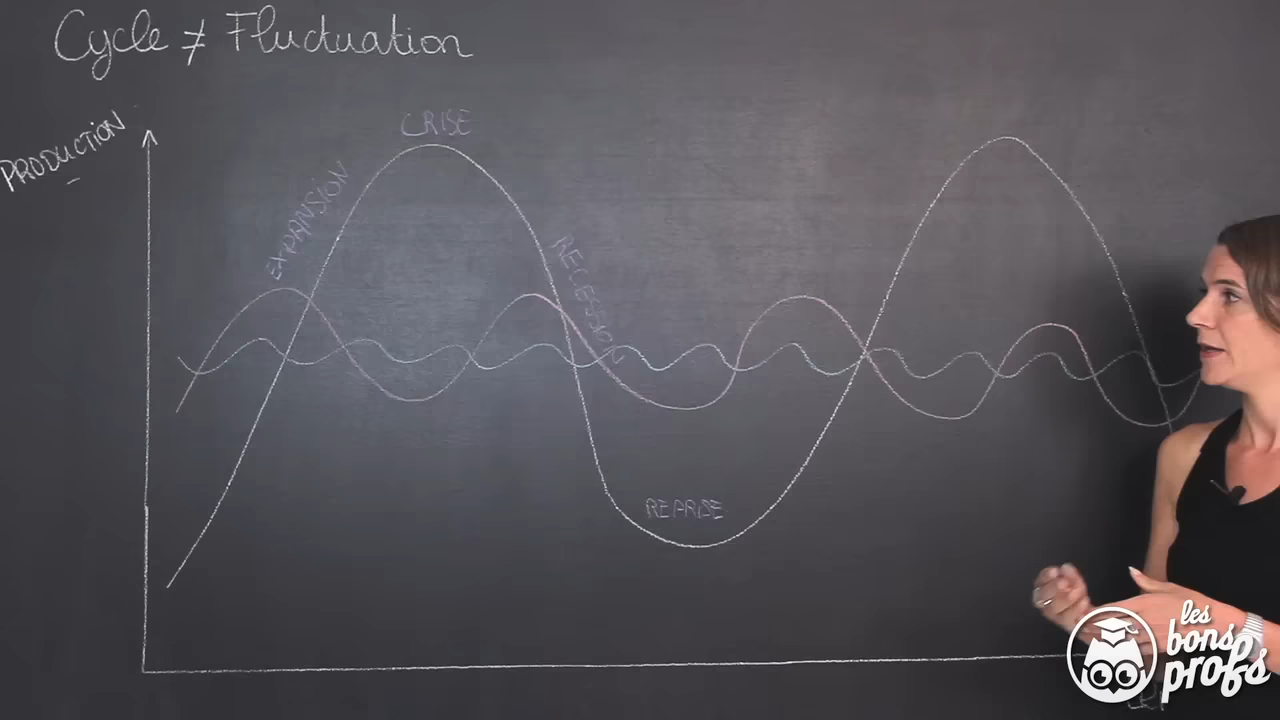 Cycle ≠ Fluctuation
PRODUCTION
CRISE
EXPANSION
RECESSION
REPRISE
les
bons
profs